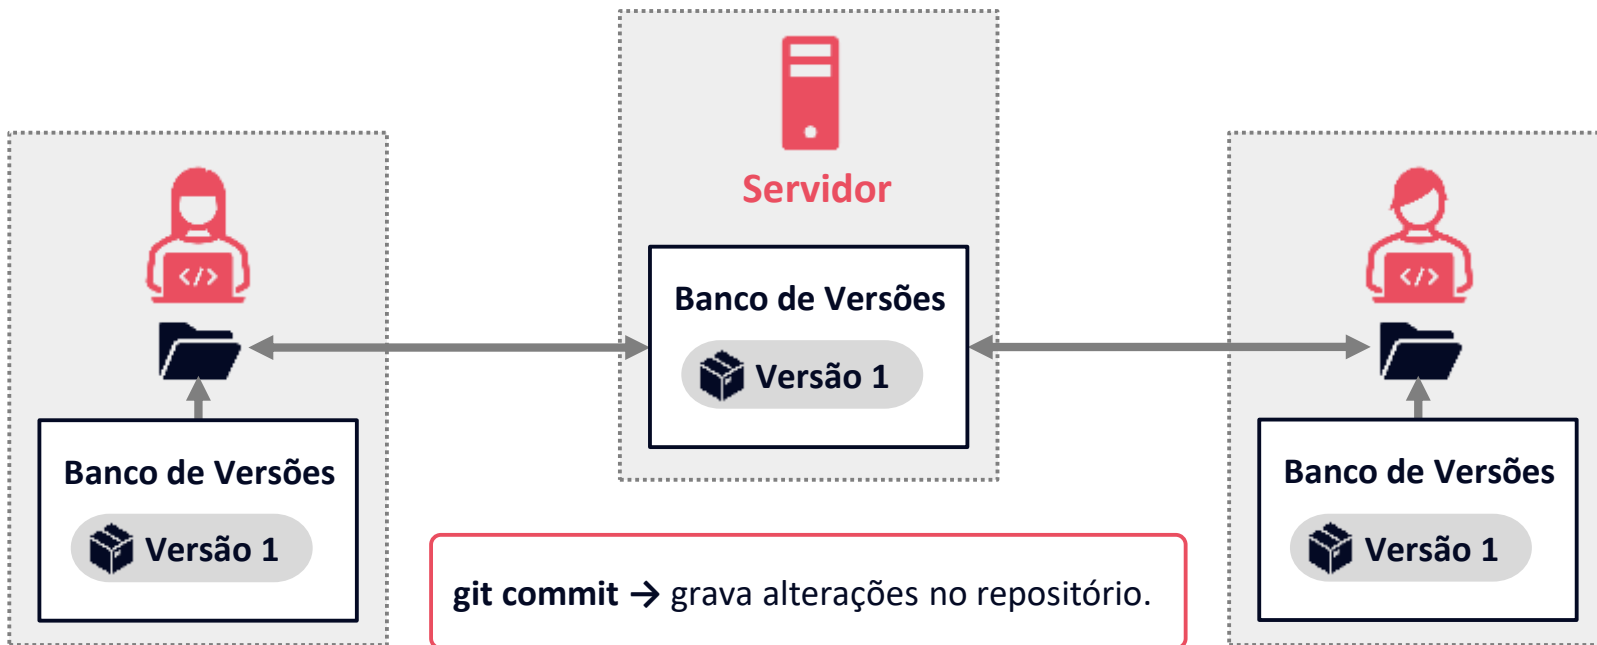 Servidor
Banco de Versões
Versão 1
</>
Banco de Versões
Versão 1
</>
Banco de Versões
Versão 1
git commit → grava alterações no repositório.